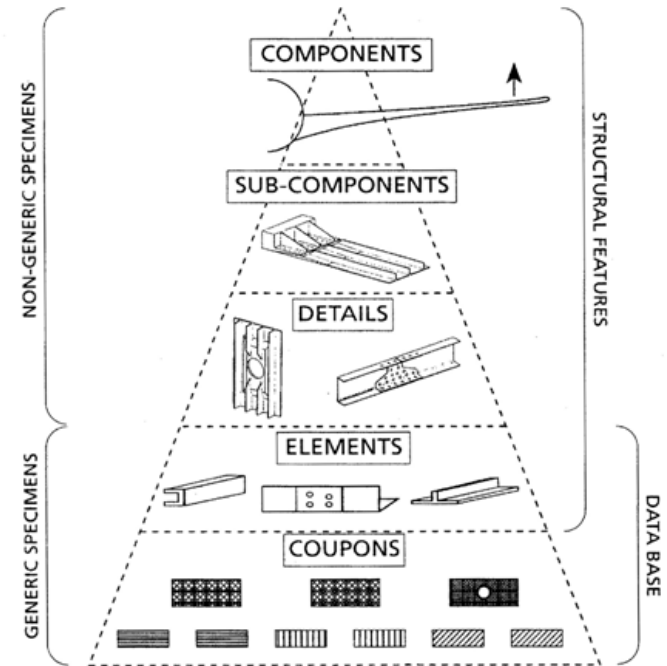 COMPONENTS
NON-GENERIC SPECIMENS
STRUCTURAL FEATURES
SUB-COMPONENTS
DETAILS
ELEMENTS
GENERIC SPECIMENS
DATA BASE
COUPONS